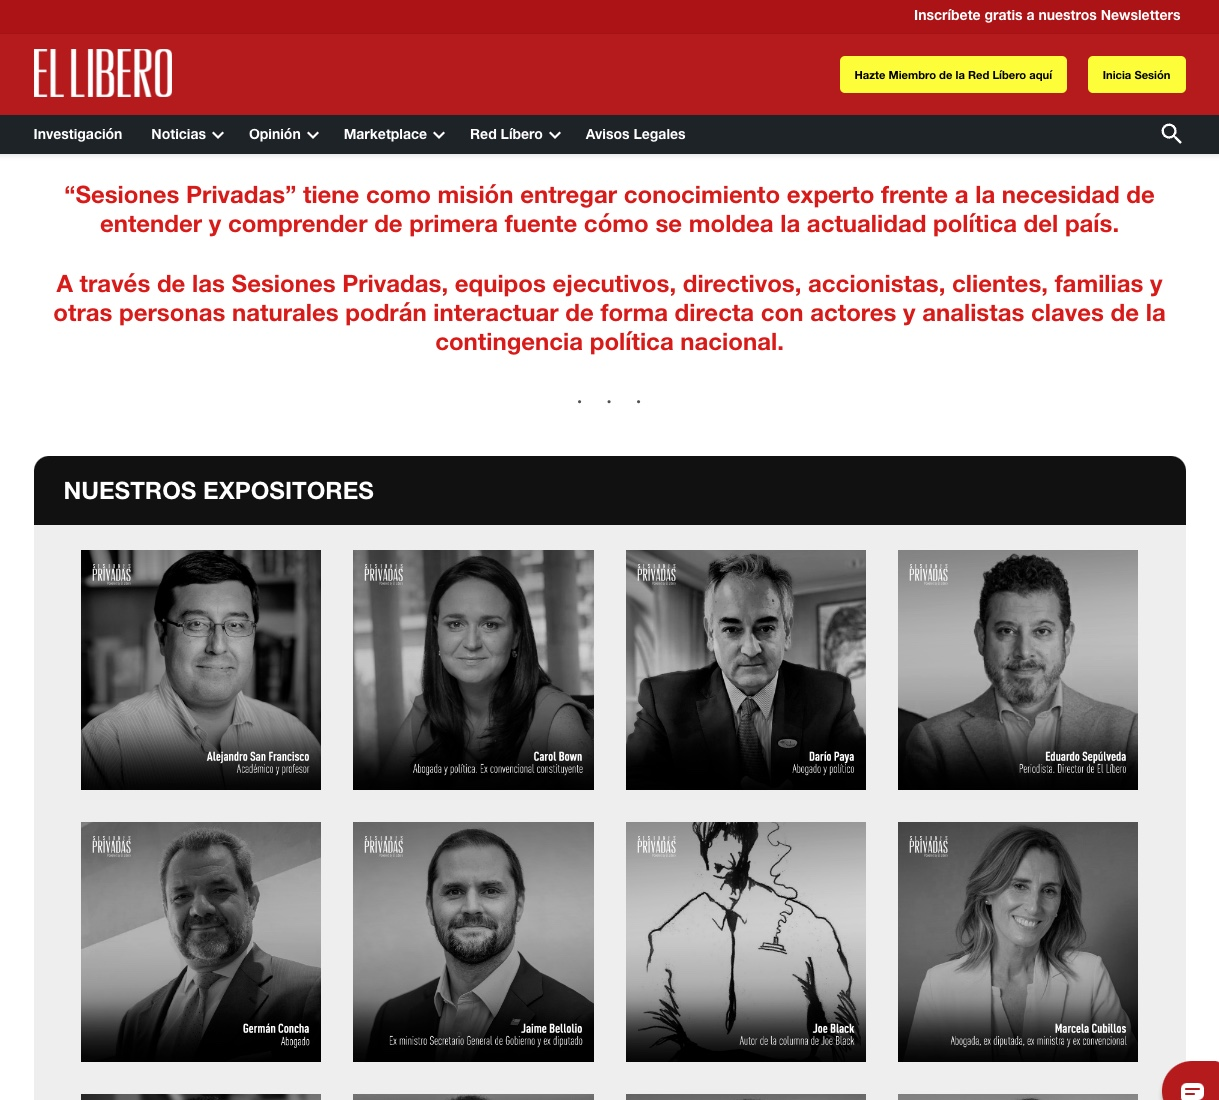 Inscríbete gratis a nuestros Newsletters
EL LIBERO
Hazte Miembro de la Red Líbero aquí
Inicia Sesión
Investigación
Noticias
Opinión
Marketplace
Red Líbero
Avisos Legales
“Sesiones Privadas” tiene como misión entregar conocimiento experto frente a la necesidad de
entender y comprender de primera fuente cómo se moldea la actualidad política del país.
A través de las Sesiones Privadas, equipos ejecutivos, directivos, accionistas, clientes, familias y
otras personas naturales podrán interactuar de forma directa con actores y analistas claves de la
contingencia política nacional.
. . .
NUESTROS EXPOSITORES
SESIONES
PRIVADAS
Alejandro San Francisco
Académico y profesor
SESIONES
PRIVADAS
Carol Bown
Abogada y política. Ex convencional constituyente
SESIONES
PRIVADAS
Darío Paya
Abogado y político
SESIONES
PRIVADAS
Eduardo Sepúlveda
Periodista. Director de El Líbero
SESIONES
PRIVADAS
Germán Concha
Abogado
SESIONES
PRIVADAS
Jaime Bellolio
Ex ministro Secretario General de Gobierno y ex diputado
SESIONES
PRIVADAS
Joe Black
Autor de la columna de Joe Black
SESIONES
PRIVADAS
Marcela Cubillos
Abogada, ex diputada, ex ministra y ex convencional